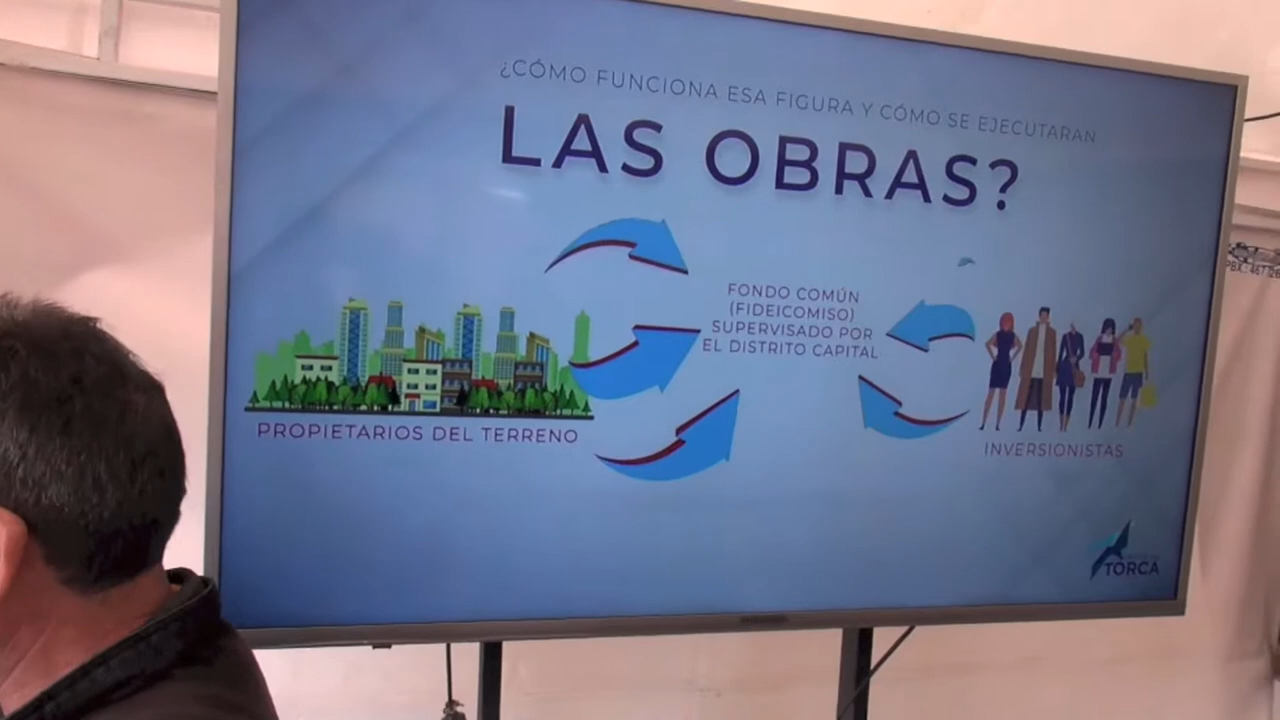 ¿CÓMO FUNCIONA ESA FIGURA Y CÓMO SE EJECUTARAN
LAS OBRAS?
FONDO COMÚN
(FIDEICOMISO)
SUPERVISADO POR
EL DISTRITO CAPITAL
PROPIETARIOS DEL TERRENO
INVERSIONISTAS
TORCA